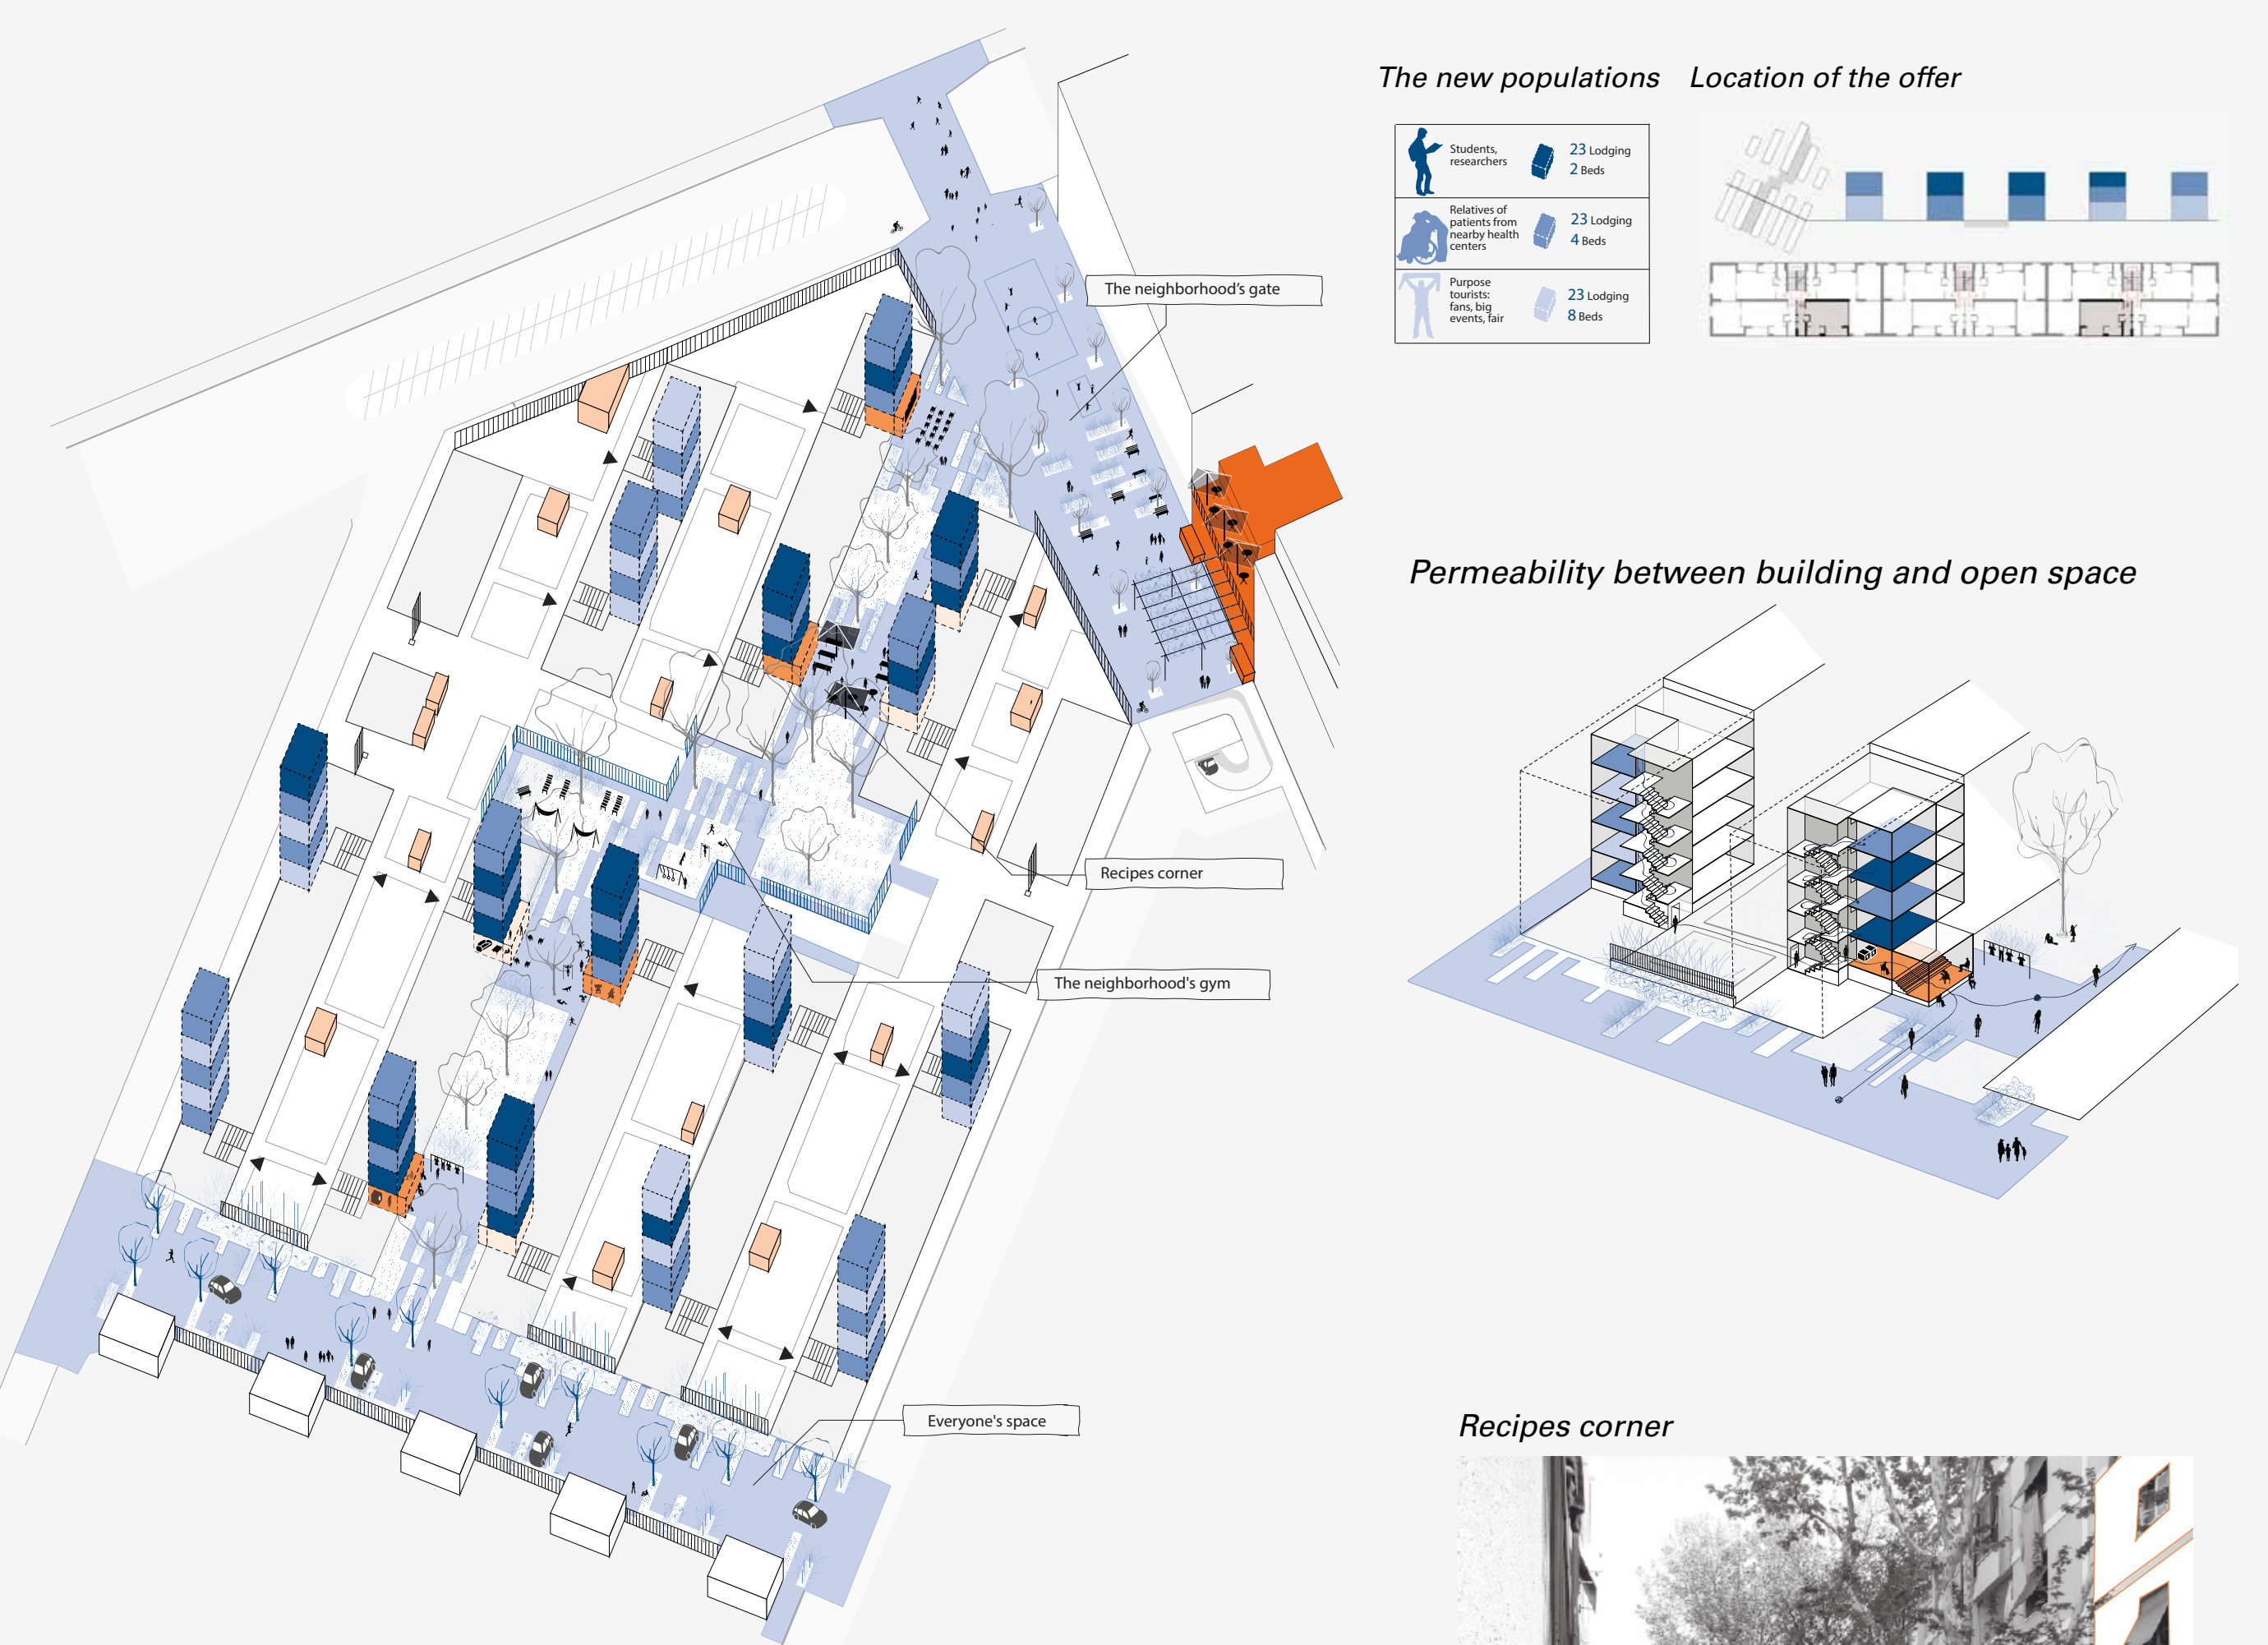 The new populations
Location of the offer
Students,
researchers
23 Lodging
2 Beds
Relatives of
patients from
nearby health
centers
23 Lodging
4 Beds
Purpose
tourists:
fans, big
events, fair
23 Lodging
8 Beds
The neighborhood’s gate
Permeability between building and open space
Recipes corner
The neighborhood's gym
Everyone's space
Recipes corner